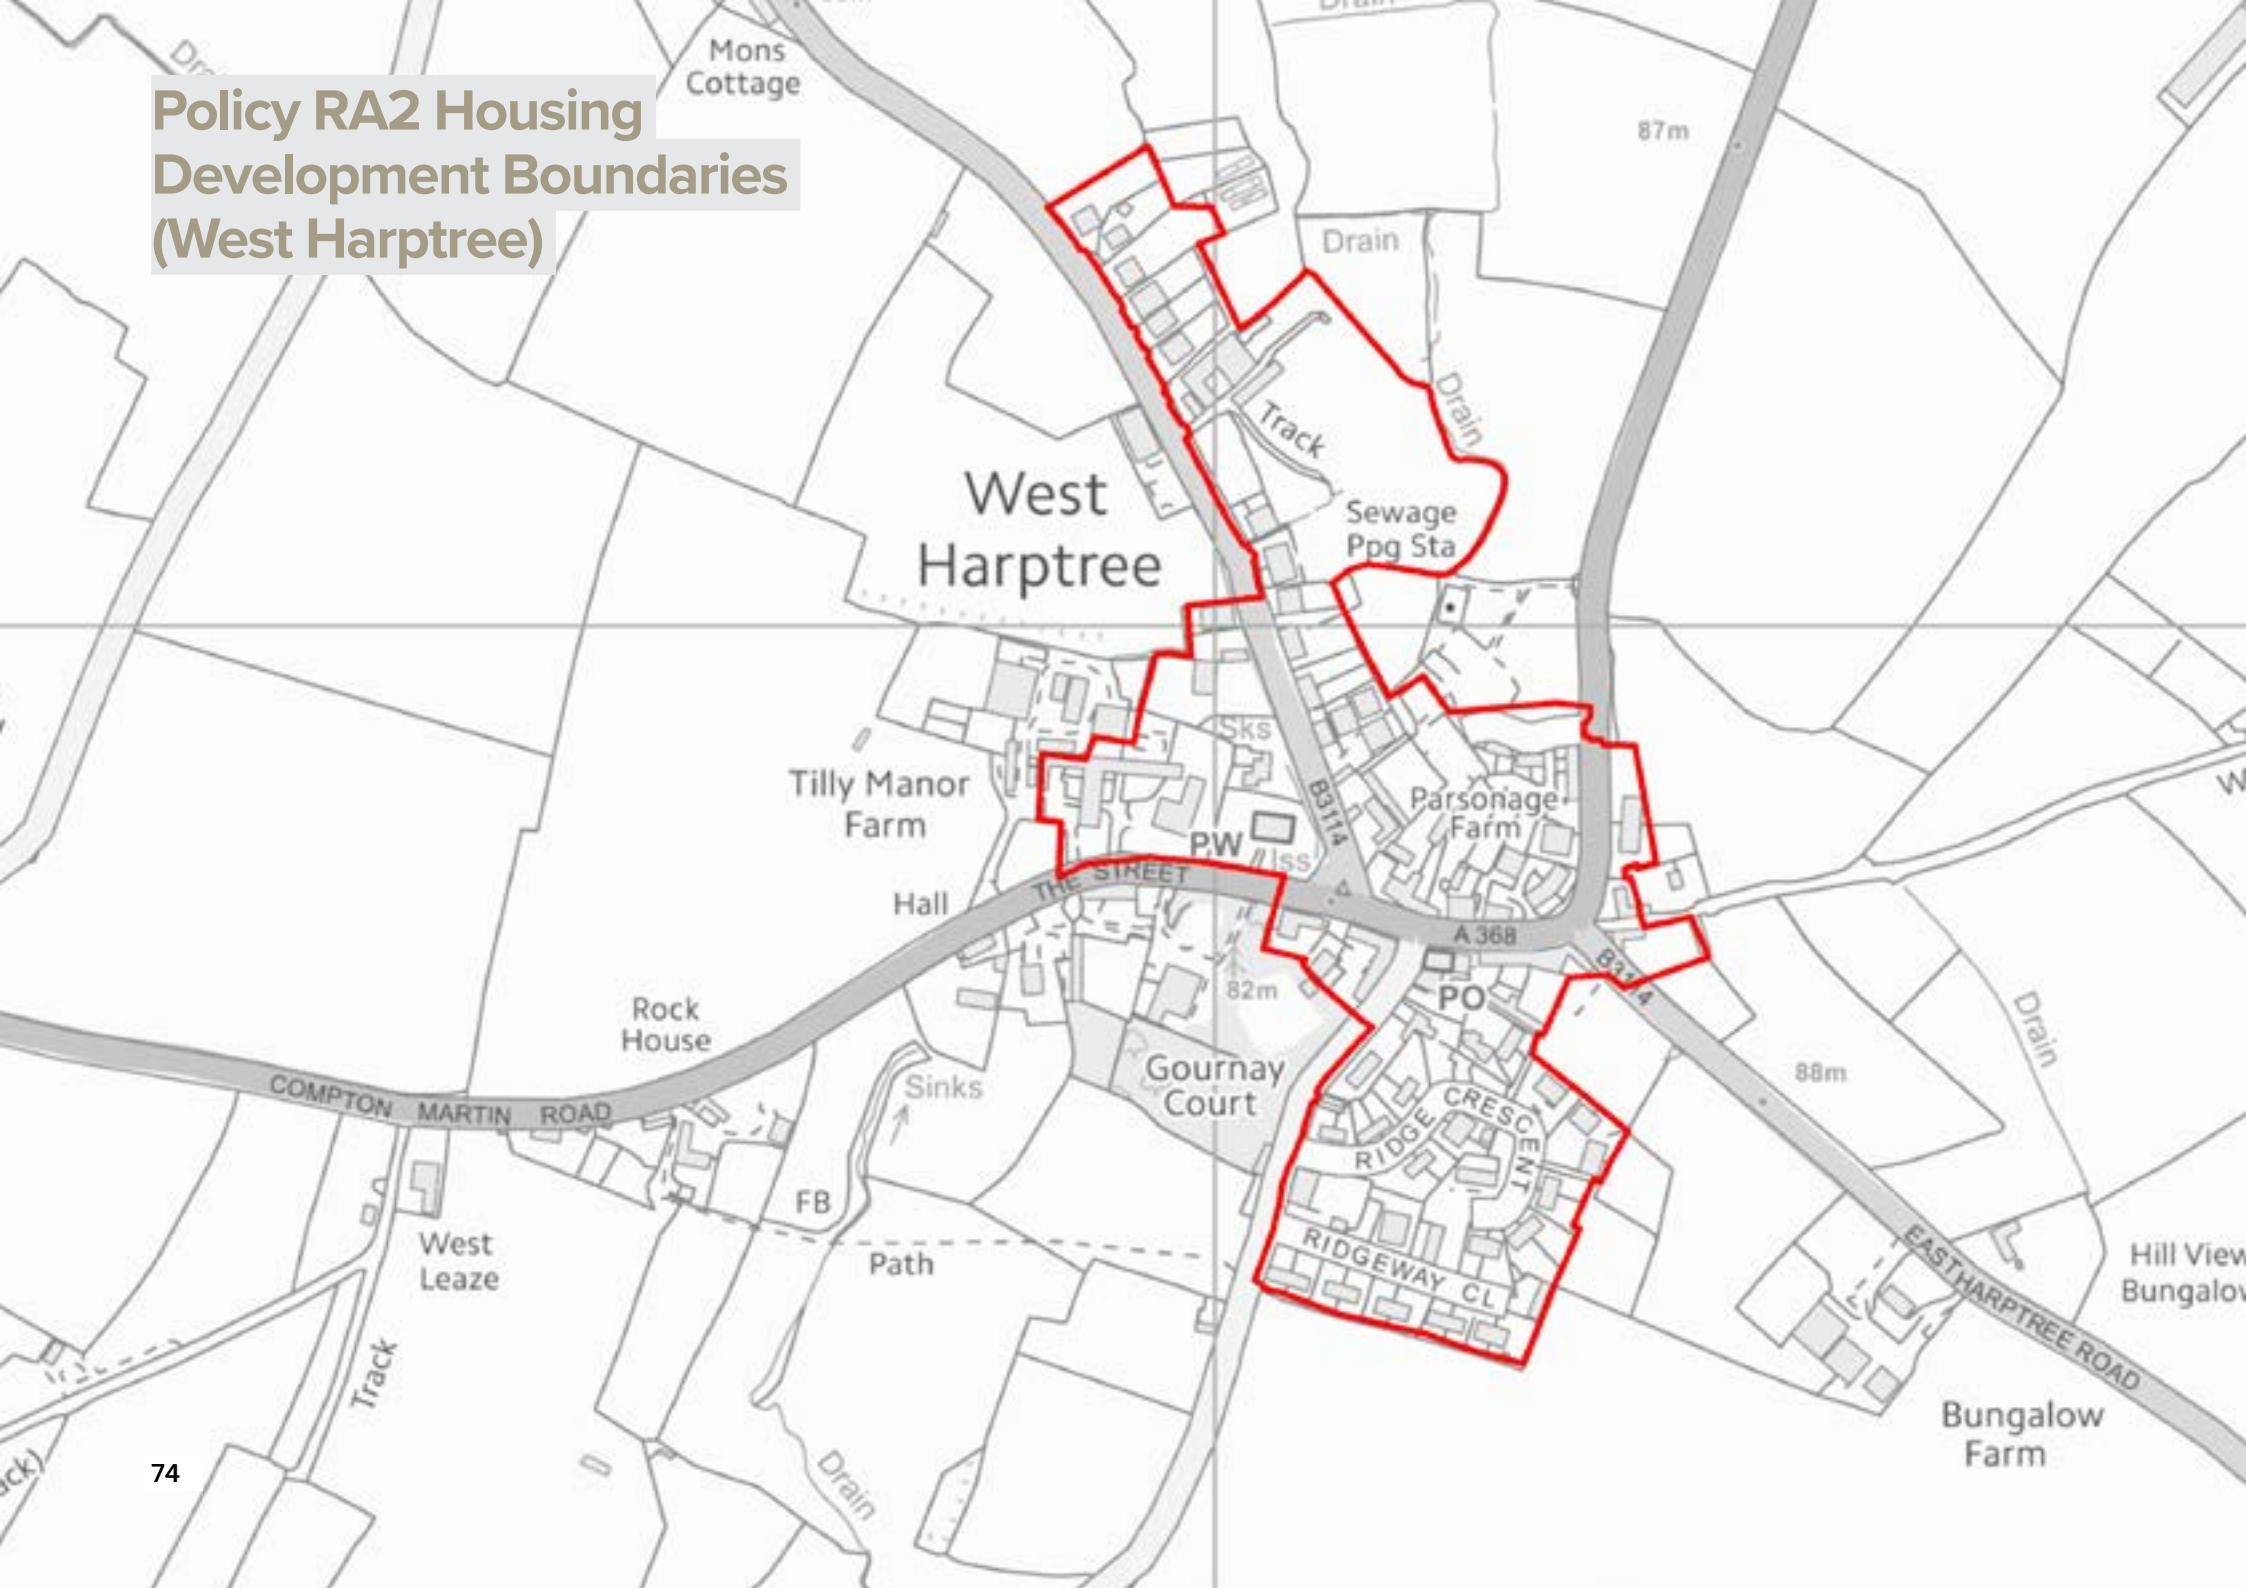 Drain
Mons
Cottage
Policy RA2 Housing
Development Boundaries
(West Harptree)
87m
Drain
Drain
Track
West
Harptree
Sewage
Ppg Sta
Sks
Tilly Manor
Farm
B3114
Parsonage
Farm
PW
Iss
THE STREET
Hall
A 368
B3114
82m
PO
Rock
House
Drain
Gournay
Court
88m
Sinks
COMPTON MARTIN ROAD
RIDGE CRESCENT
FB
West
Leaze
Path
RIDGEWAY CL
EAST HARPTREE ROAD
Hill View
Track
Bungalow
Farm
74
Drain